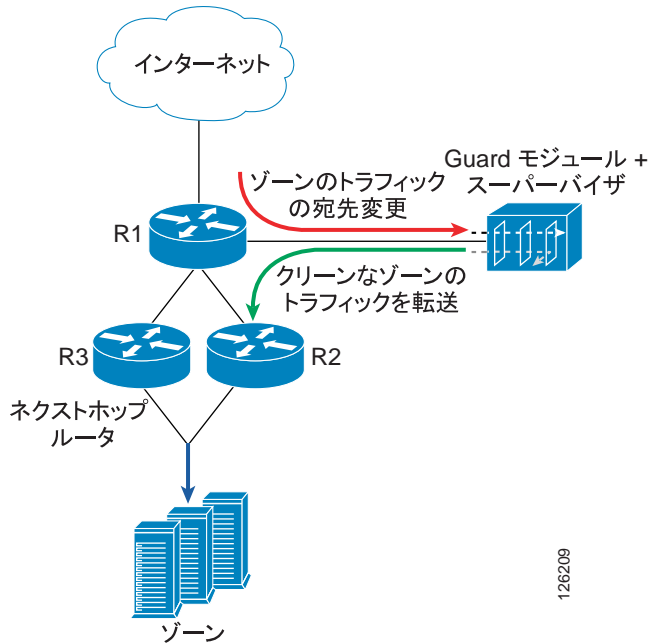 インターネット
Guard モジュール +
スーパーバイザ
ゾーンのトラフィック
の宛先変更
R1
クリーンなゾーンの
トラフィックを転送
R3
R2
ネクストホップ
ルータ
126209
ゾーン